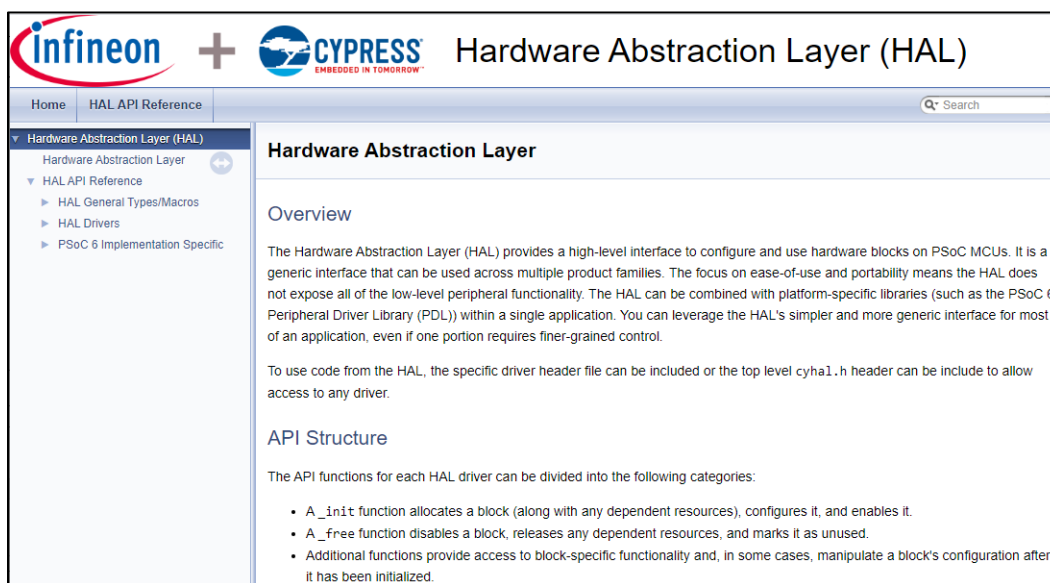 infineon + CYPRESS Hardware Abstraction Layer (HAL)
EMBEDDED IN TOMORROW™
Home HAL API Reference Search
Hardware Abstraction Layer (HAL)
Hardware Abstraction Layer
HAL API Reference
HAL General Types/Macros
HAL Drivers
PSoC 6 Implementation Specific
Hardware Abstraction Layer
Overview
The Hardware Abstraction Layer (HAL) provides a high-level interface to configure and use hardware blocks on PSoC MCUs. It is a
generic interface that can be used across multiple product families. The focus on ease-of-use and portability means the HAL does
not expose all of the low-level peripheral functionality. The HAL can be combined with platform-specific libraries (such as the PSoC 6
Peripheral Driver Library (PDL)) within a single application. You can leverage the HAL's simpler and more generic interface for most
of an application, even if one portion requires finer-grained control.
To use code from the HAL, the specific driver header file can be included or the top level cyhal.h header can be include to allow
access to any driver.
API Structure
The API functions for each HAL driver can be divided into the following categories:
• A _init function allocates a block (along with any dependent resources), configures it, and enables it.
• A _free function disables a block, releases any dependent resources, and marks it as unused.
• Additional functions provide access to block-specific functionality and, in some cases, manipulate a block's configuration after
it has been initialized.